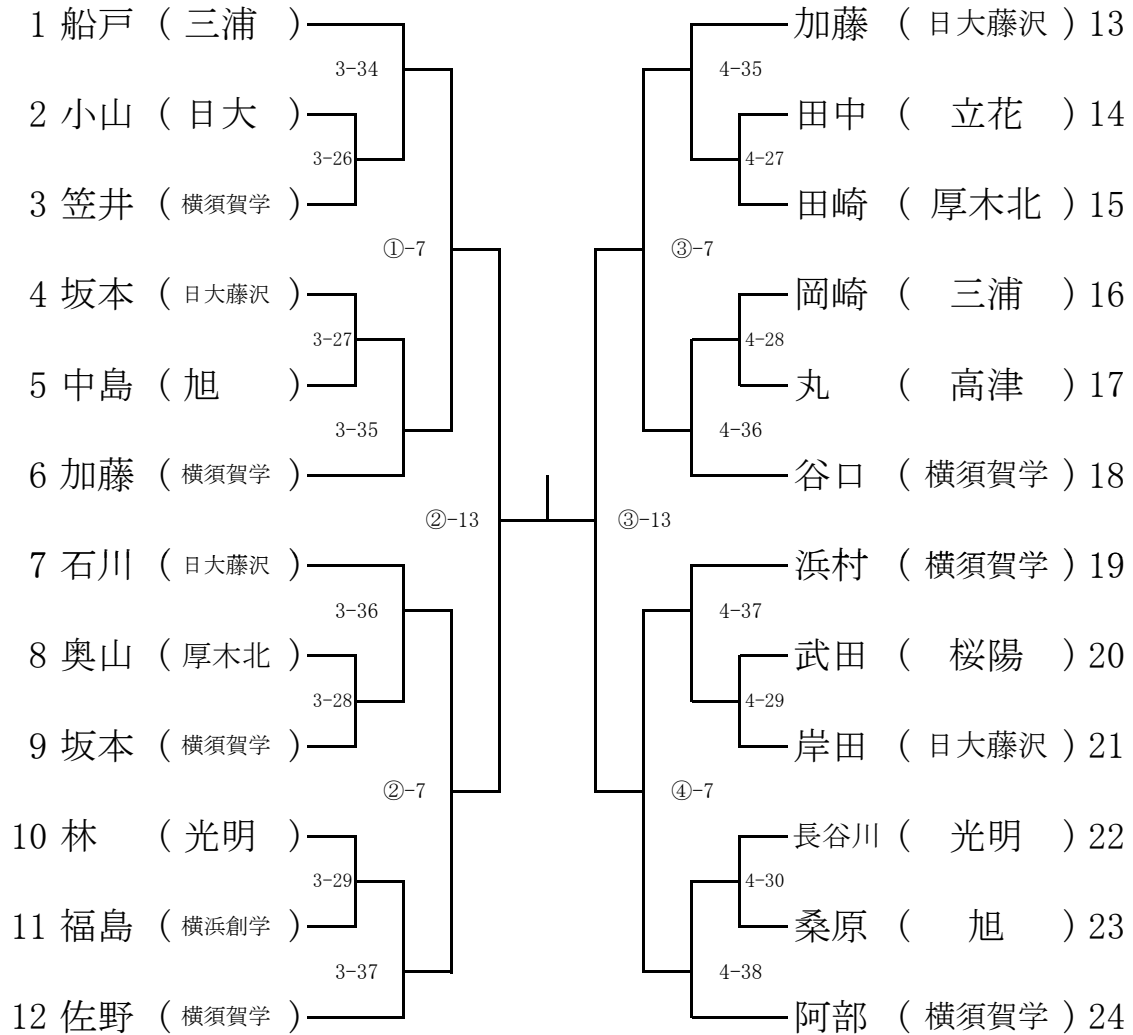 1 船戸 ( 三浦 )
3-34
2 小山 ( 日大 )
3-26
3 笠井 ( 横須賀学 )
①-7
4 坂本 ( 日大藤沢 )
3-27
5 中島 ( 旭 )
3-35
6 加藤 ( 横須賀学 )
②-13
7 石川 ( 日大藤沢 )
3-36
8 奥山 ( 厚木北 )
3-28
9 坂本 ( 横須賀学 )
②-7
10 林 ( 光明 )
3-29
11 福島 ( 横浜創学 )
3-37
12 佐野 ( 横須賀学 )
加藤 ( 日大藤沢 ) 13
4-35
田中 ( 立花 ) 14
4-27
田崎 ( 厚木北 ) 15
③-7
岡崎 ( 三浦 ) 16
4-28
丸 ( 高津 ) 17
4-36
谷口 ( 横須賀学 ) 18
③-13
浜村 ( 横須賀学 ) 19
4-37
武田 ( 桜陽 ) 20
4-29
岸田 ( 日大藤沢 ) 21
④-7
長谷川 ( 光明 ) 22
4-30
桑原 ( 旭 ) 23
4-38
阿部 ( 横須賀学 ) 24